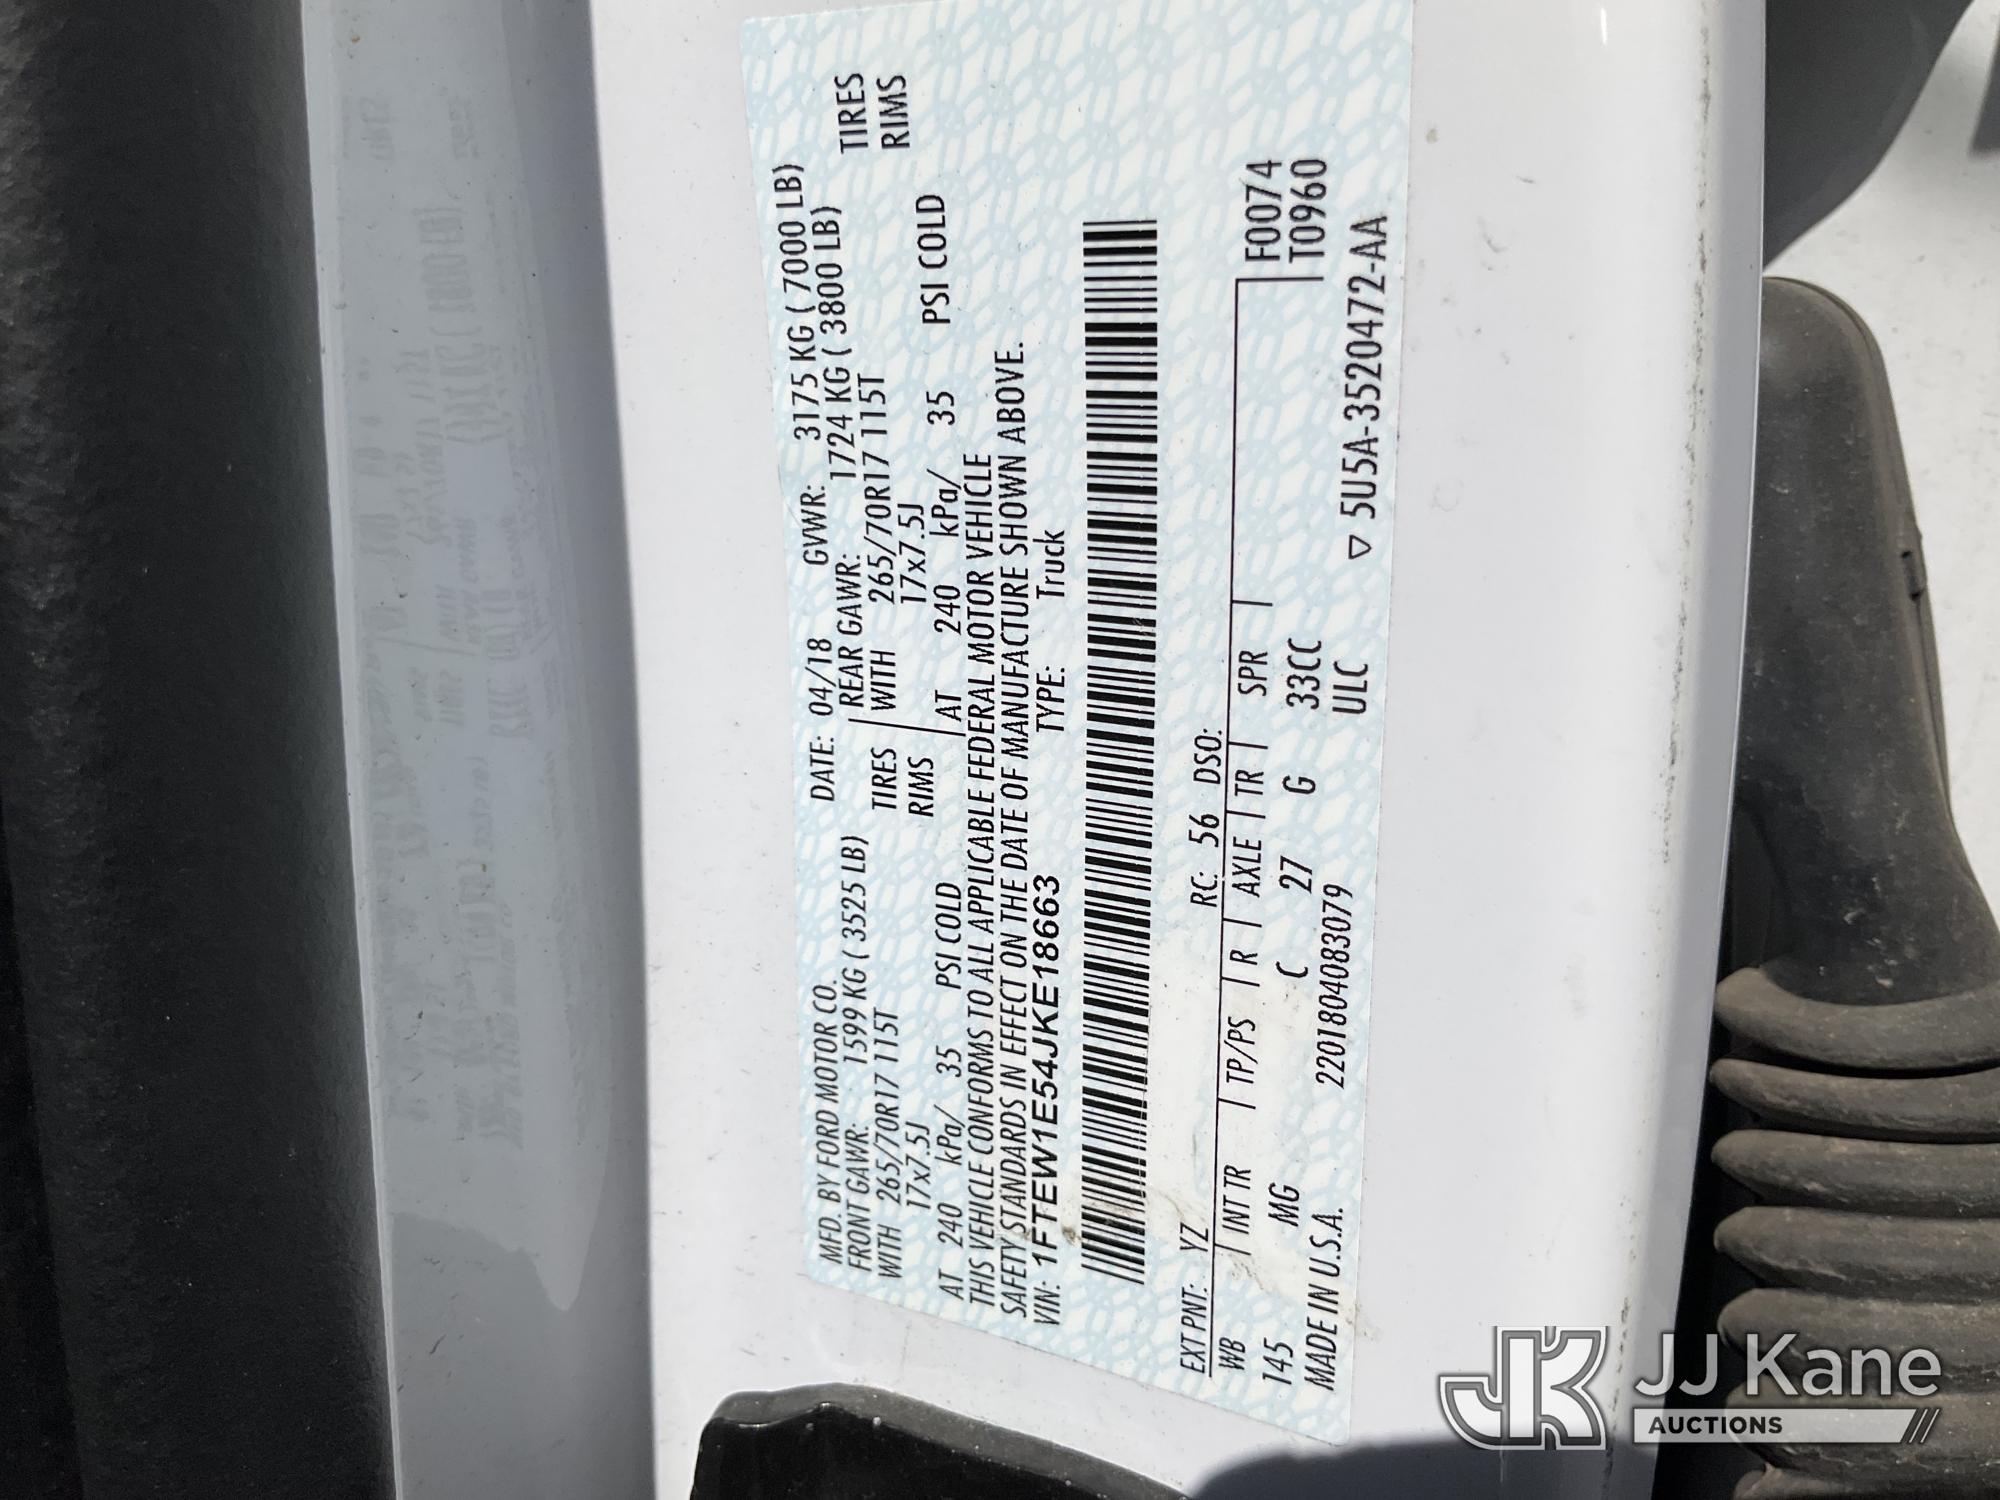 MFD. BY FORD MOTOR CO.
DATE: 04/18 GVWR: 3175 KG ( 7000 LB)
FRONT GAWR: 1599 KG ( 3525 LB)
REAR GAWR: 1724 KG ( 3800 LB)
WITH 265/70R17 115T TIRES
WITH 265/70R17 115T TIRES
17x7.5J RIMS
17x7.5J RIMS
AT 240 kPa/ 35 PSI COLD
AT 240 kPa/ 35 PSI COLD
THIS VEHICLE CONFORMS TO ALL APPLICABLE FEDERAL MOTOR VEHICLE
SAFETY STANDARDS IN EFFECT ON THE DATE OF MANUFACTURE SHOWN ABOVE.
VIN: 1FTEW1E54JKE18663 TYPE: Truck
EXT PNT: YZ RC: 56 DSO:
WB INT TR TP/PS R AXLE TR SPR F0074
145 MG C 27 G 33CC T0960
MADE IN U.S.A. 2201804083079 ULC
▽ 5U5A-3520472-AA
JK JJ Kane
AUCTIONS